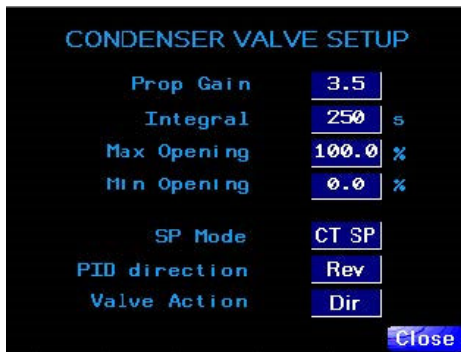 CONDENSER VALVE SETUP
Prop Gain 3.5
Integral 250 s
Max Opening 100.0 %
Min Opening 0.0 %
SP Mode CT SP
PID direction Rev
Valve Action Dir
Close